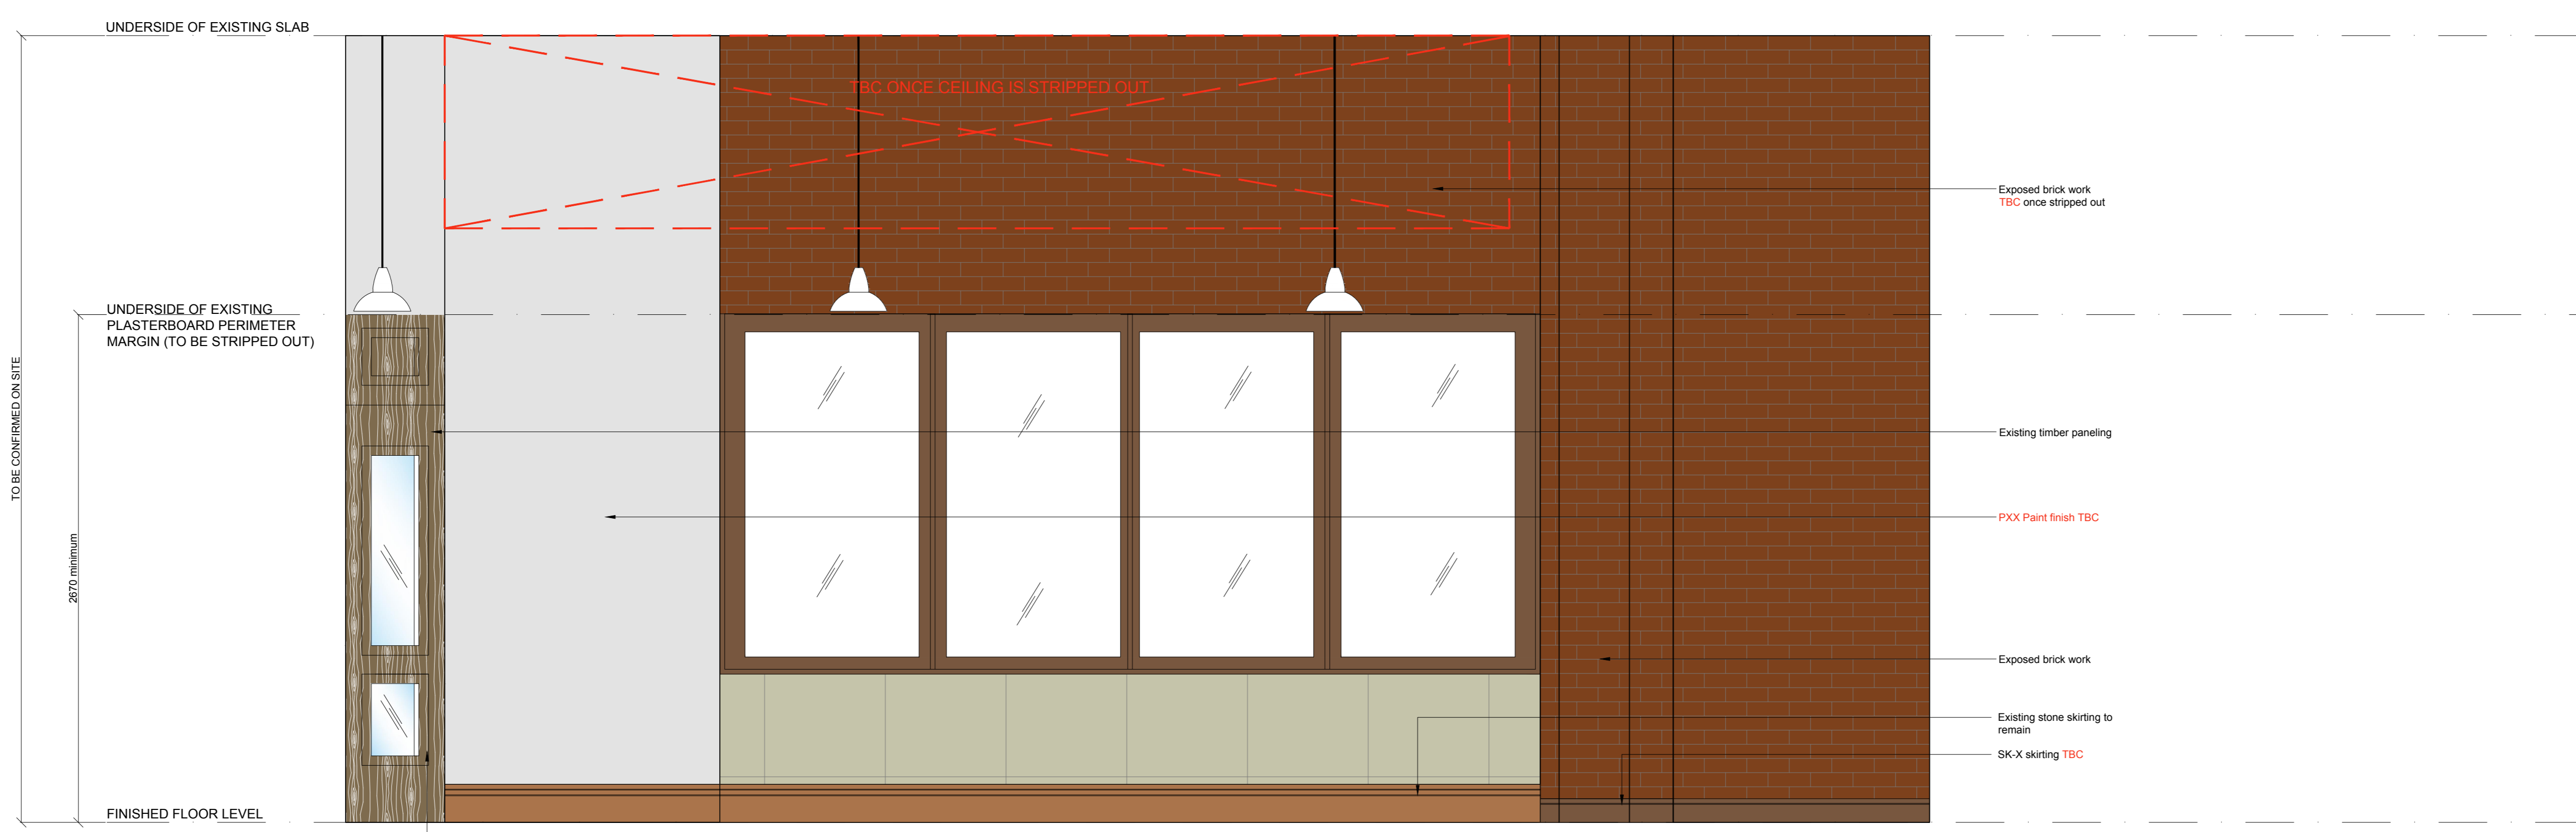 UNDERSIDE OF EXISTING SLAB
TBC ONCE CEILING IS STRIPPED OUT
Exposed brick work
TBC once stripped out
UNDERSIDE OF EXISTING
PLASTERBOARD PERIMETER
MARGIN (TO BE STRIPPED OUT)
TO BE CONFIRMED ON SITE
Existing timber paneling
PXX Paint finish TBC
2670 minimum
Exposed brick work
Existing stone skirting to
remain
SK-X skirting TBC
FINISHED FLOOR LEVEL